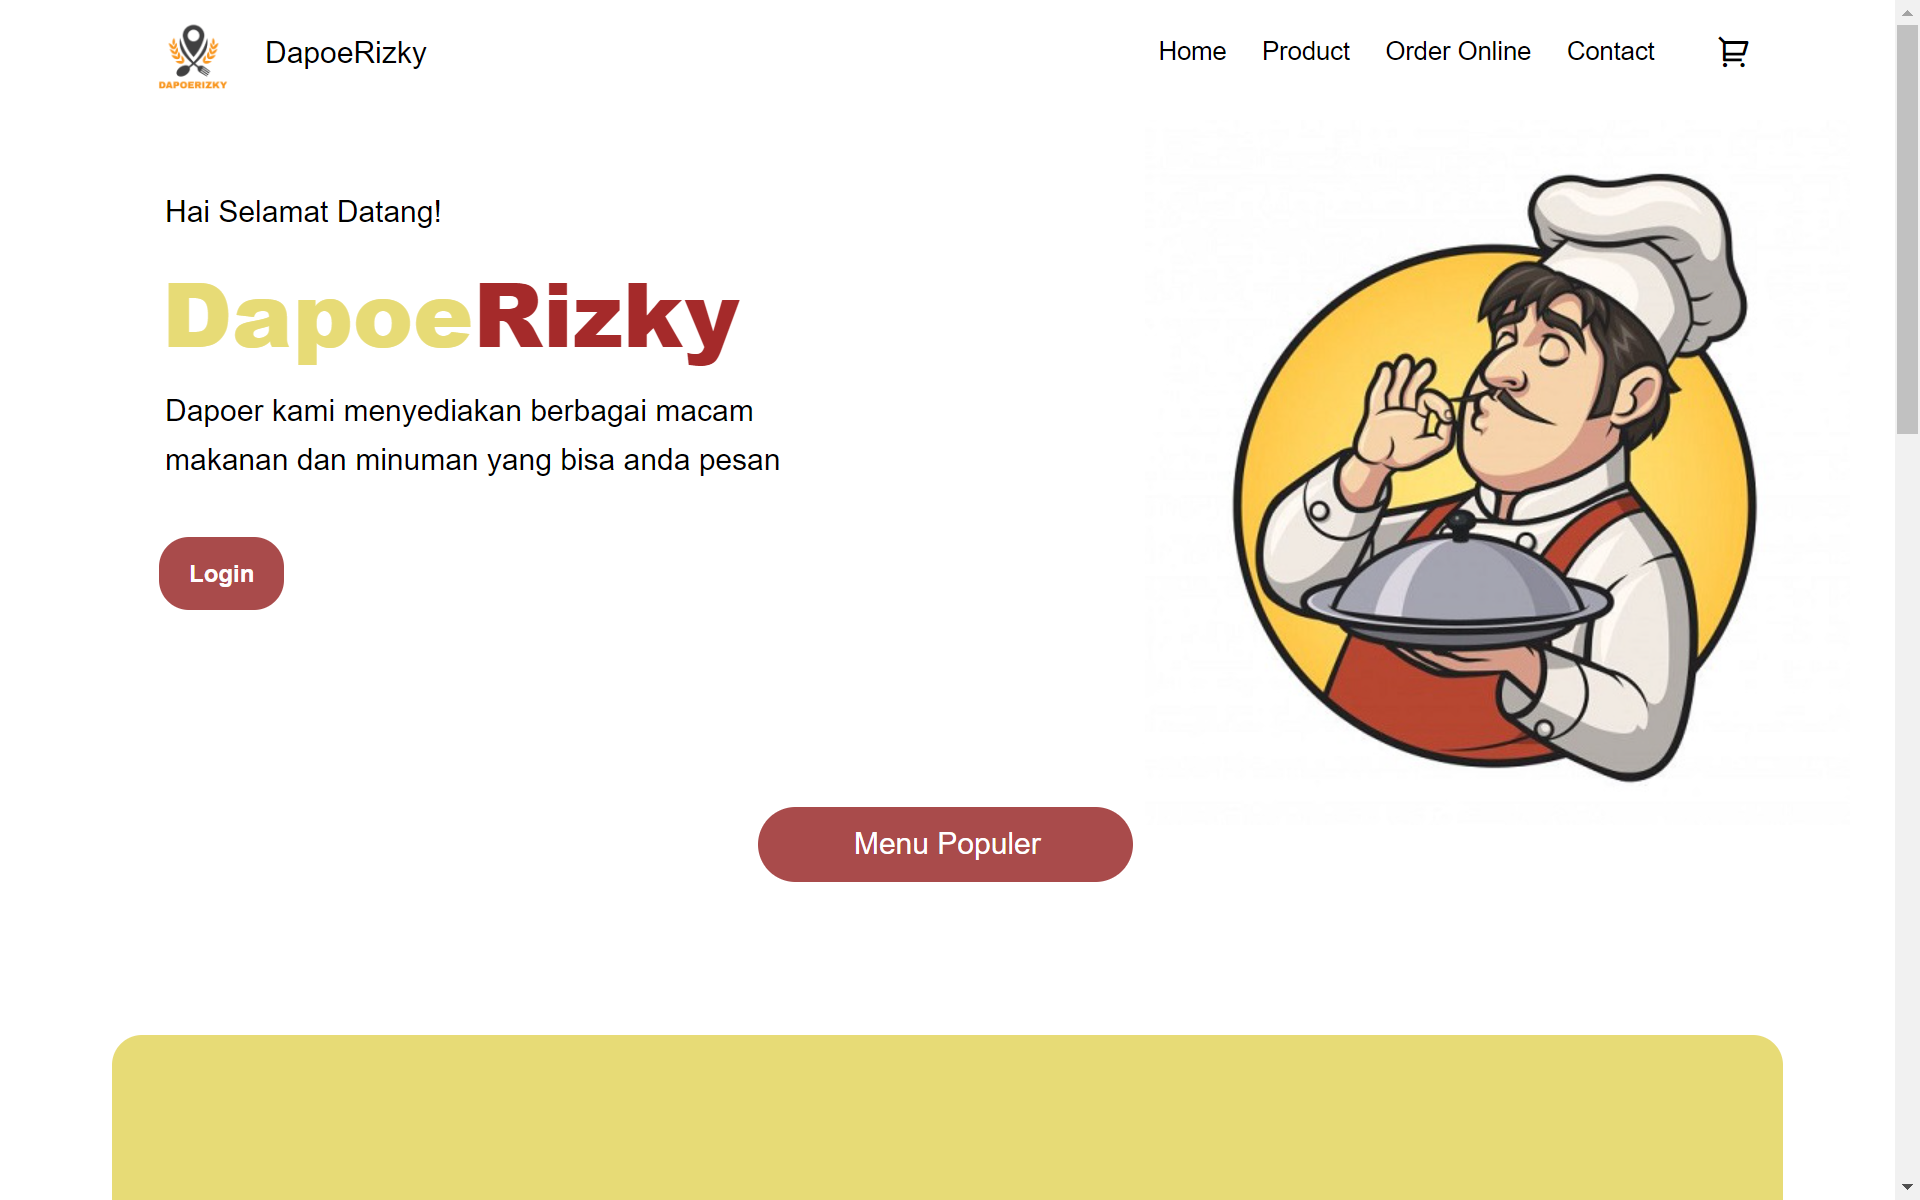 DAPOERIZKY
DapoeRizky
Home
Product
Order Online
Contact
Hai Selamat Datang!
DapoeRizky
Dapoer kami menyediakan berbagai macam
makanan dan minuman yang bisa anda pesan
Login
Menu Populer